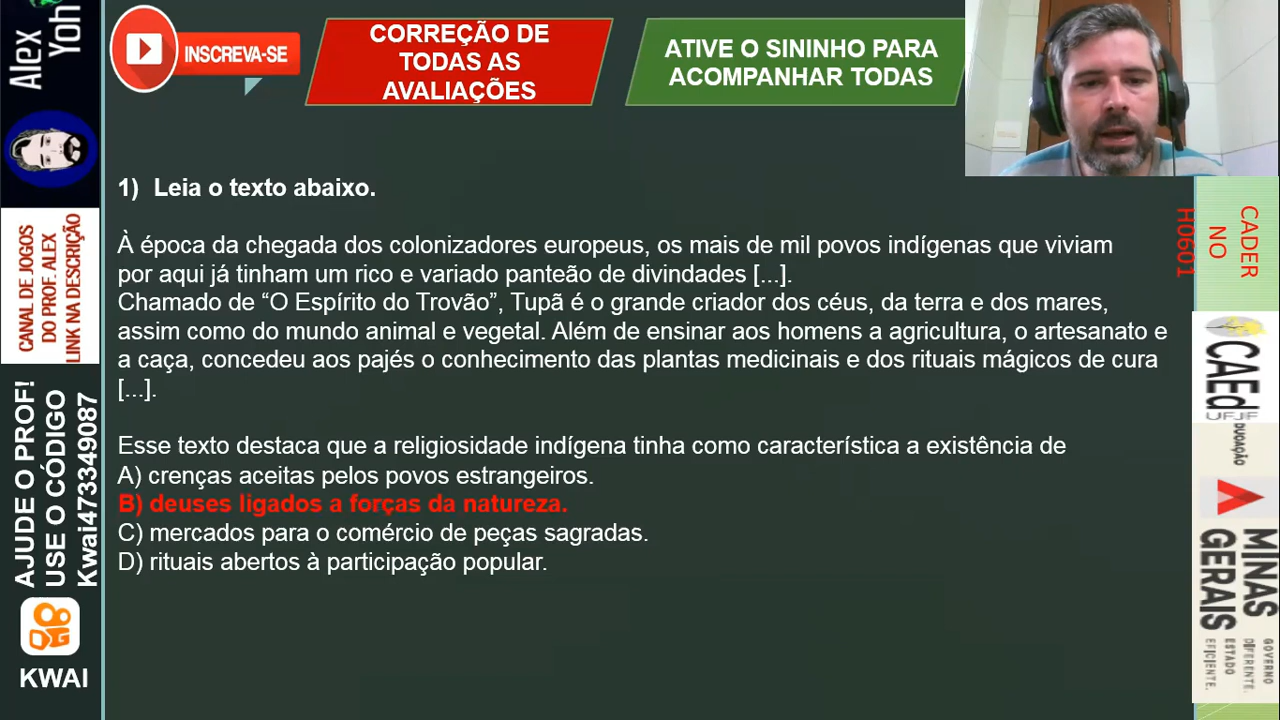 Alex
Yoh
INSCREVA-SE
CORREÇÃO DE
TODAS AS
AVALIAÇÕES
ATIVE O SININHO PARA
ACOMPANHAR TODAS
CANAL DE JOGOS
DO PROF. ALEX
LINK NA DESCRIÇÃO
AJUDE O PROF!
USE O CÓDIGO
Kwai473349087
KWAI
1) Leia o texto abaixo.
À época da chegada dos colonizadores europeus, os mais de mil povos indígenas que viviam
por aqui já tinham um rico e variado panteão de divindades [...].
Chamado de “O Espírito do Trovão”, Tupã é o grande criador dos céus, da terra e dos mares,
assim como do mundo animal e vegetal. Além de ensinar aos homens a agricultura, o artesanato e
a caça, concedeu aos pajés o conhecimento das plantas medicinais e dos rituais mágicos de cura
[...].
Esse texto destaca que a religiosidade indígena tinha como característica a existência de
A) crenças aceitas pelos povos estrangeiros.
B) deuses ligados a forças da natureza.
C) mercados para o comércio de peças sagradas.
D) rituais abertos à participação popular.
CADER
NO
H0601
CAEd
UFJF
DUCAÇÃO
MINAS
GERAIS
GOVERNO
DIFERENTE.
ESTADO
EFICIENTE.